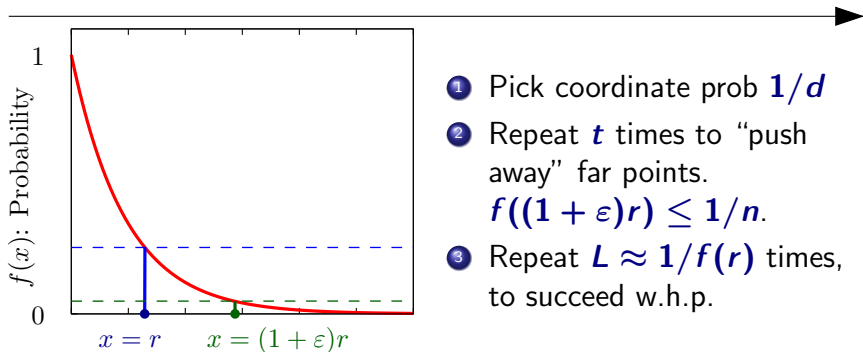 1
f(x): Probability
0
x = r
x = (1 + ε)r
1 Pick coordinate prob 1/d
2 Repeat t times to “push
away” far points.
f((1 + ε)r) ≤ 1/n.
3 Repeat L ≈ 1/f(r) times,
to succeed w.h.p.